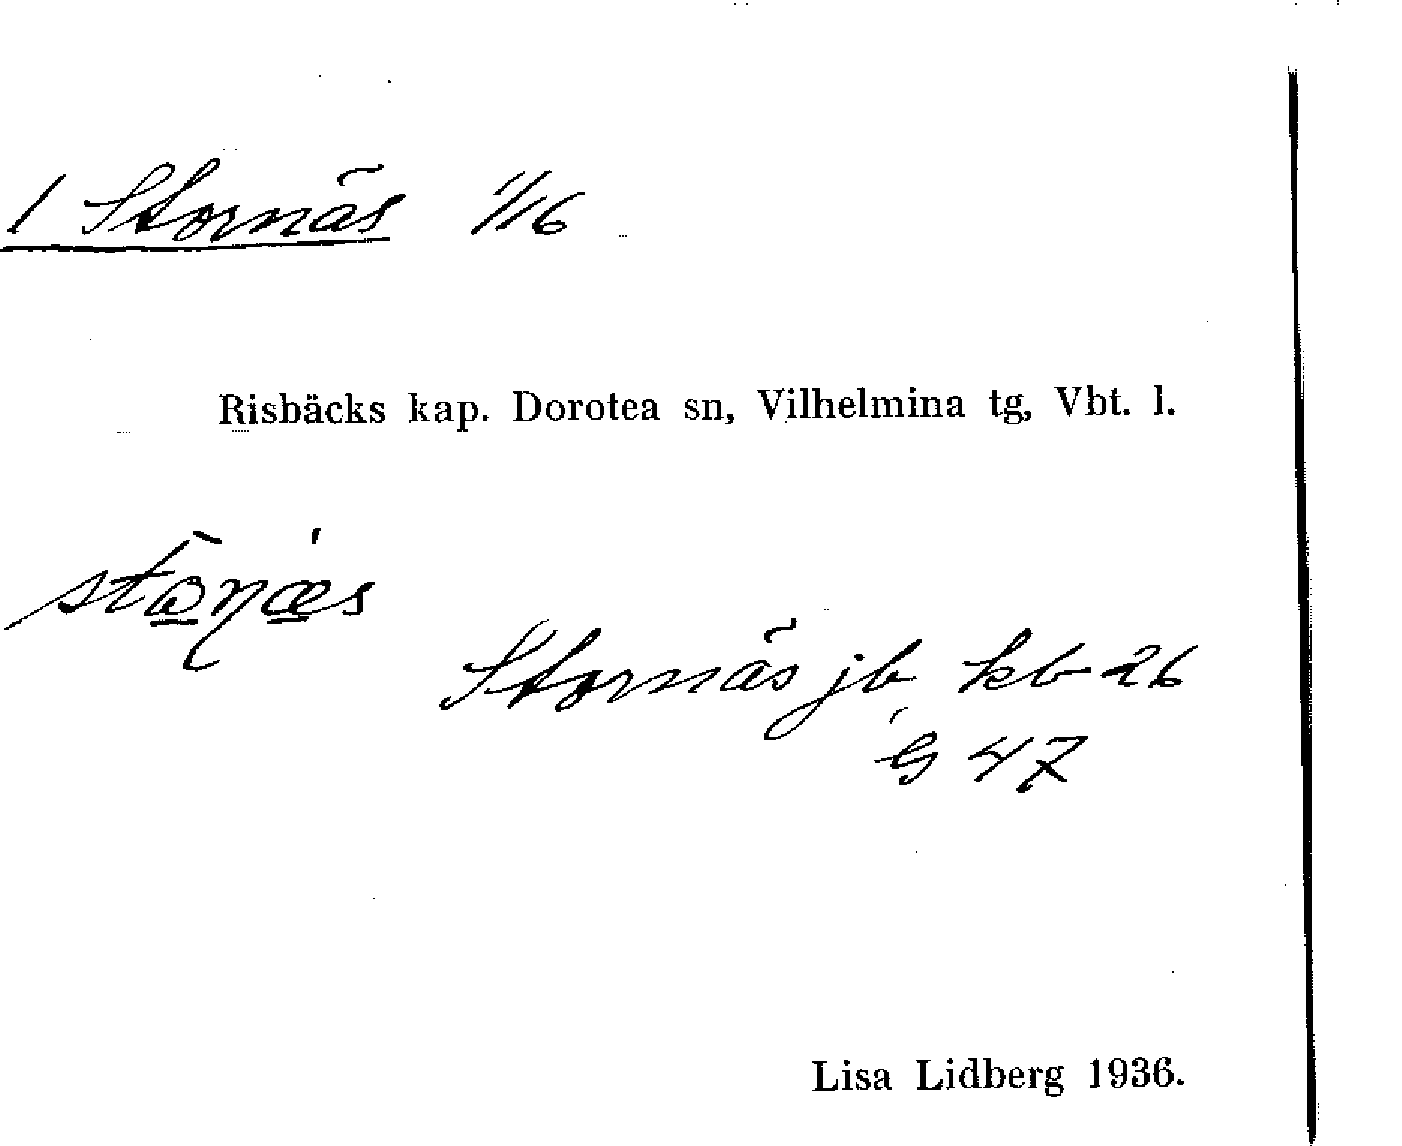 1 Stornäs 1/16
Risbäcks kap. Dorotea sn, Vilhelmina tg, Vbt. l.
Stornäs jb kb 26
G 47
Lisa Lidberg 1936.